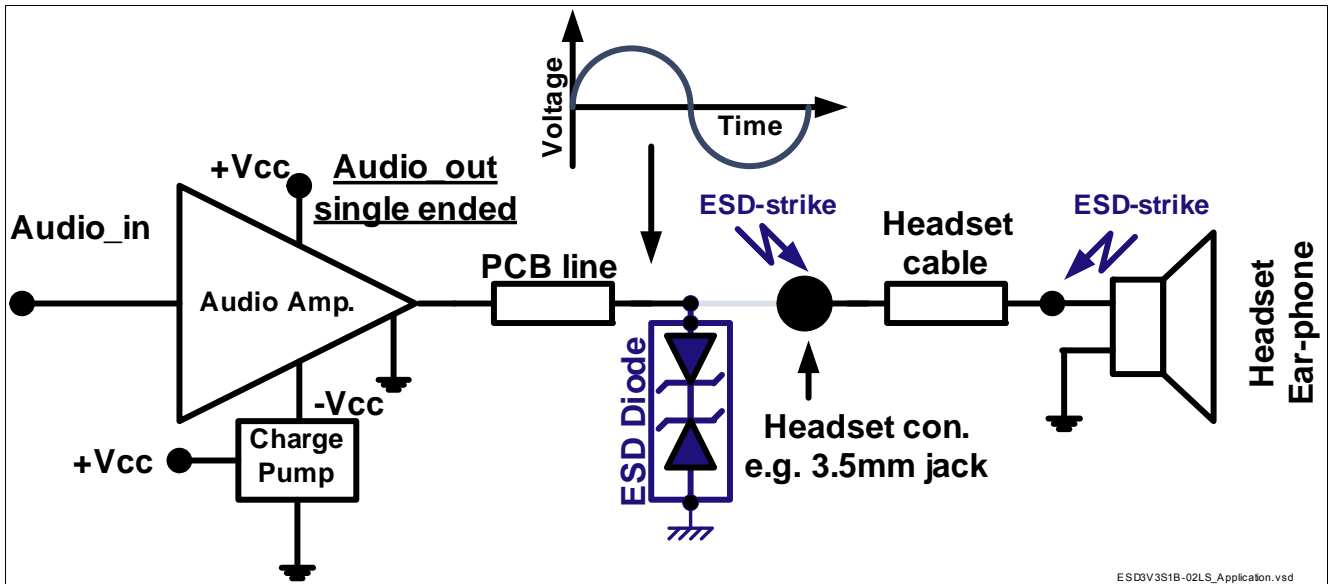 Voltage
Time
+Vcc
Audio_out
single ended
Audio_in
ESD-strike
ESD-strike
Headset
cable
PCB line
Audio Amp.
Headset
Ear-phone
ESD Diode
-Vcc
Charge
Pump
+Vcc
Headset con.
e.g. 3.5mm jack
ESD3V3S1B-02LS_Application.vsd